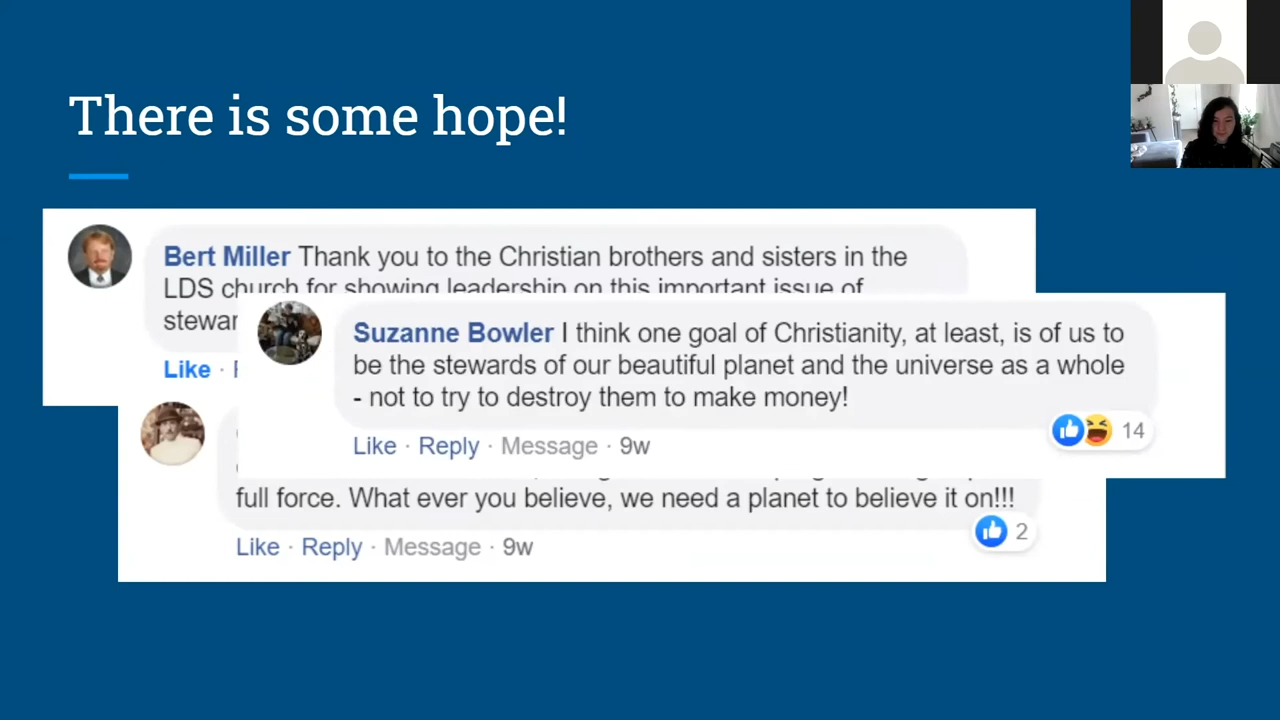 There is some hope!
Bert Miller Thank you to the Christian brothers and sisters in the
LDS church for showing leadership on this important issue of
Like ·
Suzanne Bowler I think one goal of Christianity, at least, is of us to
be the stewards of our beautiful planet and the universe as a whole
- not to try to destroy them to make money!
14
Like · Reply · Message · 9w
full force. What ever you believe, we need a planet to believe it on!!!
2
Like · Reply · Message · 9w